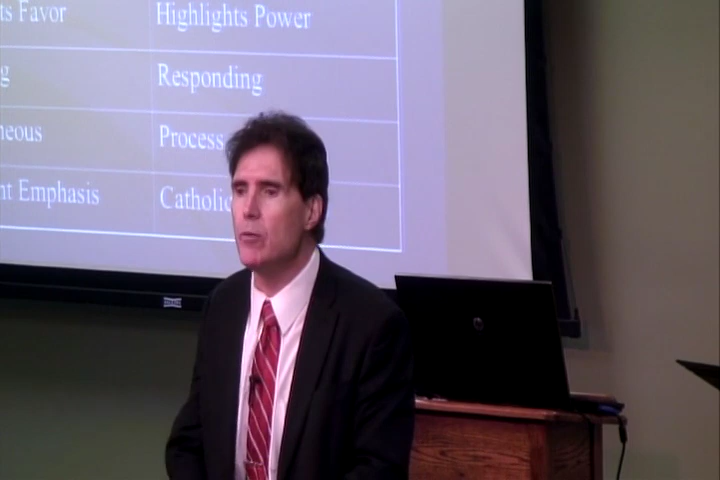 ts Favor Highlights Power
g Responding
neous Process
nt Emphasis Catholic